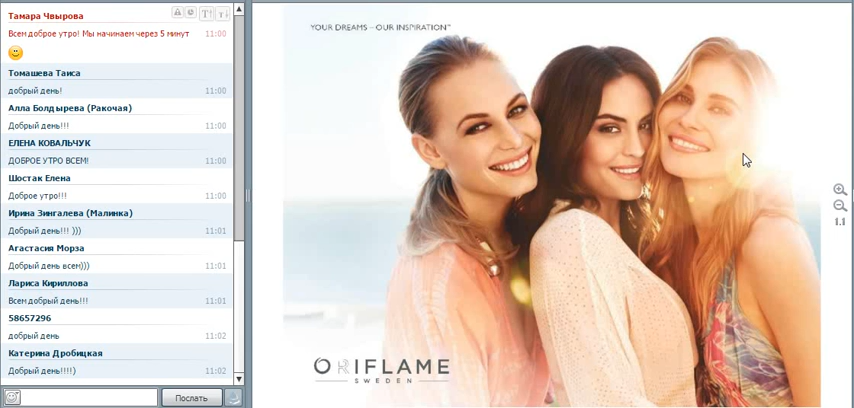 Тамара Чвырова
Всем доброе утро! Мы начинаем через 5 минут 11:00
Томашева Таиса
добрый день! 11:00
Алла Болдырева (Ракочая)
Добрый день!!! 11:00
ЕЛЕНА КОВАЛЬЧУК
ДОБРОЕ УТРО ВСЕМ! 11:00
Шостак Елена
Доброе утро!!! 11:00
Ирина Зингалева (Малинка)
Добрый день!!! ))) 11:01
Агастасия Морза
Добрый день всем))) 11:01
Лариса Кириллова
Всем добрый день!!! 11:01
58657296
добрый день 11:02
Катерина Дробицкая
Добрый день!!!!) 11:02
Послать
YOUR DREAMS – OUR INSPIRATION™
ORIFLAME
SWEDEN
1:1